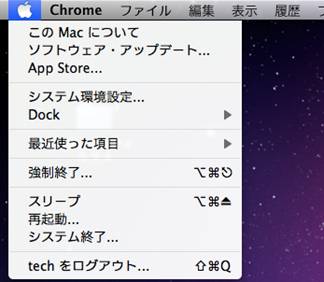 Chrome ファイル 編集 表示 履歴
この Mac について
ソフトウェア・アップデート...
App Store...
システム環境設定...
Dock ▶
最近使った項目 ▶
強制終了... ⌥⌘⎋
スリープ ⌥⌘⏏
再起動...
システム終了...
tech をログアウト... ⇧⌘Q